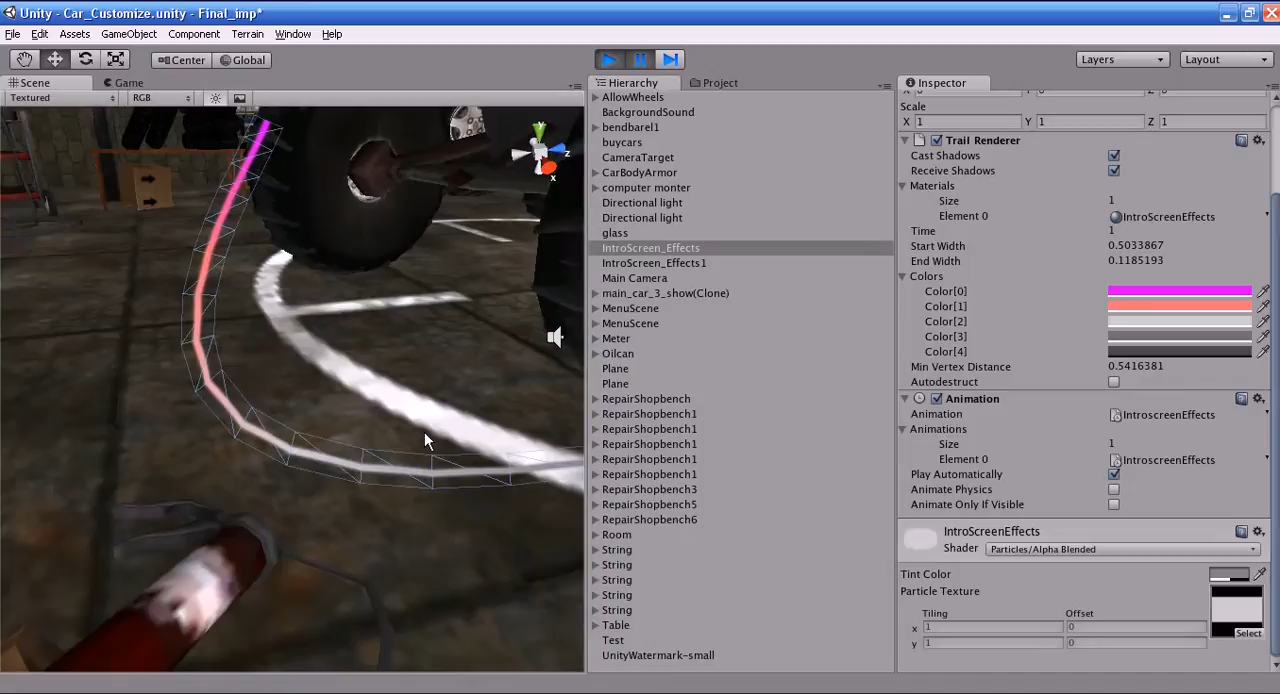 Unity - Car_Customize.unity - Final_imp*
File Edit Assets GameObject Component Terrain Window Help
Center Global Layers Layout
Scene Game
Textured RGB
Hierarchy Project
AllowWheels
BackgroundSound
bendbarel1
buycars
CameraTarget
CarBodyArmor
computer monter
Directional light
Directional light
glass
IntroScreen_Effects
IntroScreen_Effects1
Main Camera
main_car_3_show(Clone)
MenuScene
MenuScene
Meter
Oilcan
Plane
Plane
RepairShopbench
RepairShopbench1
RepairShopbench1
RepairShopbench1
RepairShopbench1
RepairShopbench1
RepairShopbench3
RepairShopbench5
RepairShopbench6
Room
String
String
String
String
String
Table
Test
UnityWatermark-small
Inspector
Scale
X 1 Y 1 Z 1
Trail Renderer
Cast Shadows
Receive Shadows
Materials
Size 1
Element 0 IntroScreenEffects
Time 1
Start Width 0.5033867
End Width 0.1185193
Colors
Color[0]
Color[1]
Color[2]
Color[3]
Color[4]
Min Vertex Distance 0.5416381
Autodestruct
Animation
Animation IntroscreenEffects
Animations
Size 1
Element 0 IntroscreenEffects
Play Automatically
Animate Physics
Animate Only If Visible
IntroScreenEffects
Shader Particles/Alpha Blended
Tint Color
Particle Texture
Tiling Offset
x 1 0
y 1 0
Select
y
z
x